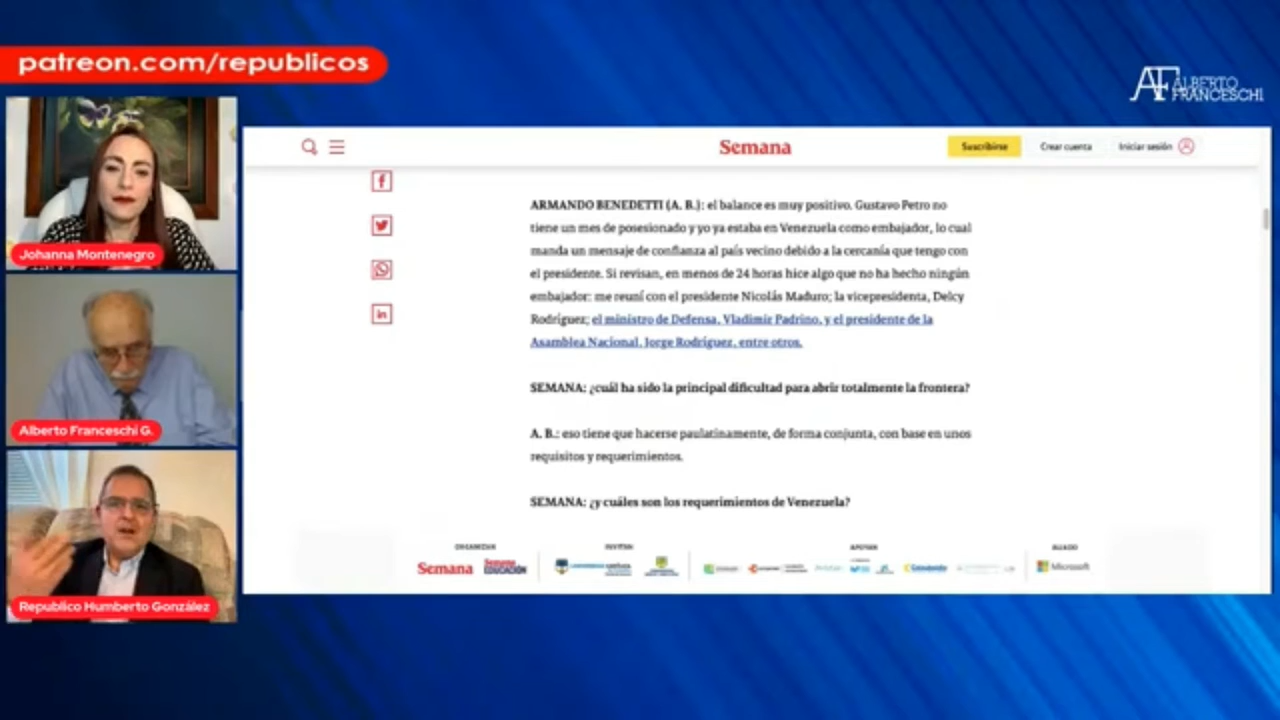 patreon.com/republicos
AF ALBERTO
FRANCESCHI
Johanna Montenegro
Alberto Franceschi G.
Republico Humberto González
Semana
Suscribirse
Crear cuenta
Iniciar sesión
ARMANDO BENEDETTI (A. B.): el balance es muy positivo. Gustavo Petro no
tiene un mes de posesionado y yo ya estaba en Venezuela como embajador, lo cual
manda un mensaje de confianza al país vecino debido a la cercanía que tengo con
el presidente. Si revisan, en menos de 24 horas hice algo que no ha hecho ningún
embajador: me reuní con el presidente Nicolás Maduro; la vicepresidenta, Delcy
Rodríguez; el ministro de Defensa, Vladimir Padrino, y el presidente de la
Asamblea Nacional, Jorge Rodríguez, entre otros.
SEMANA: ¿cuál ha sido la principal dificultad para abrir totalmente la frontera?
A. B.: eso tiene que hacerse paulatinamente, de forma conjunta, con base en unos
requisitos y requerimientos.
SEMANA: ¿y cuáles son los requerimientos de Venezuela?
ORGANIZAN
INVITAN
APOYAN
ALIADO
Semana
Semana
EDUCACIÓN
Microsoft